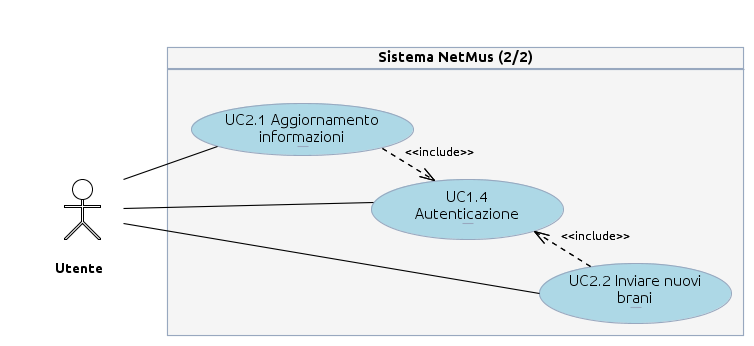 Sistema NetMus (2/2)
UC2.1 Aggiornamento
informazioni
<<include>>
UC1.4
Autenticazione
<<include>>
UC2.2 Inviare nuovi
brani
Utente